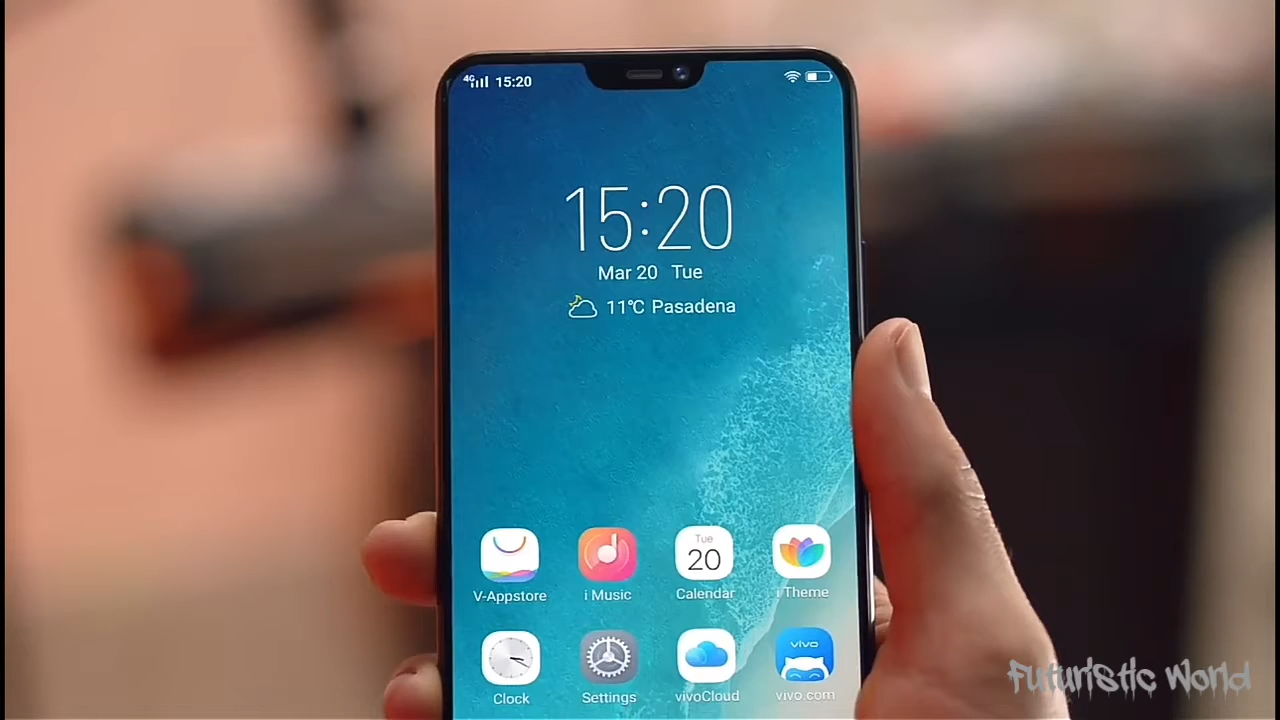 4G 15:20
15:20
Mar 20 Tue
11°C Pasadena
Tue
20
V-Appstore
i Music
Calendar
i Theme
vivo
Clock
Settings
vivoCloud
vivo.com
Futuristic World